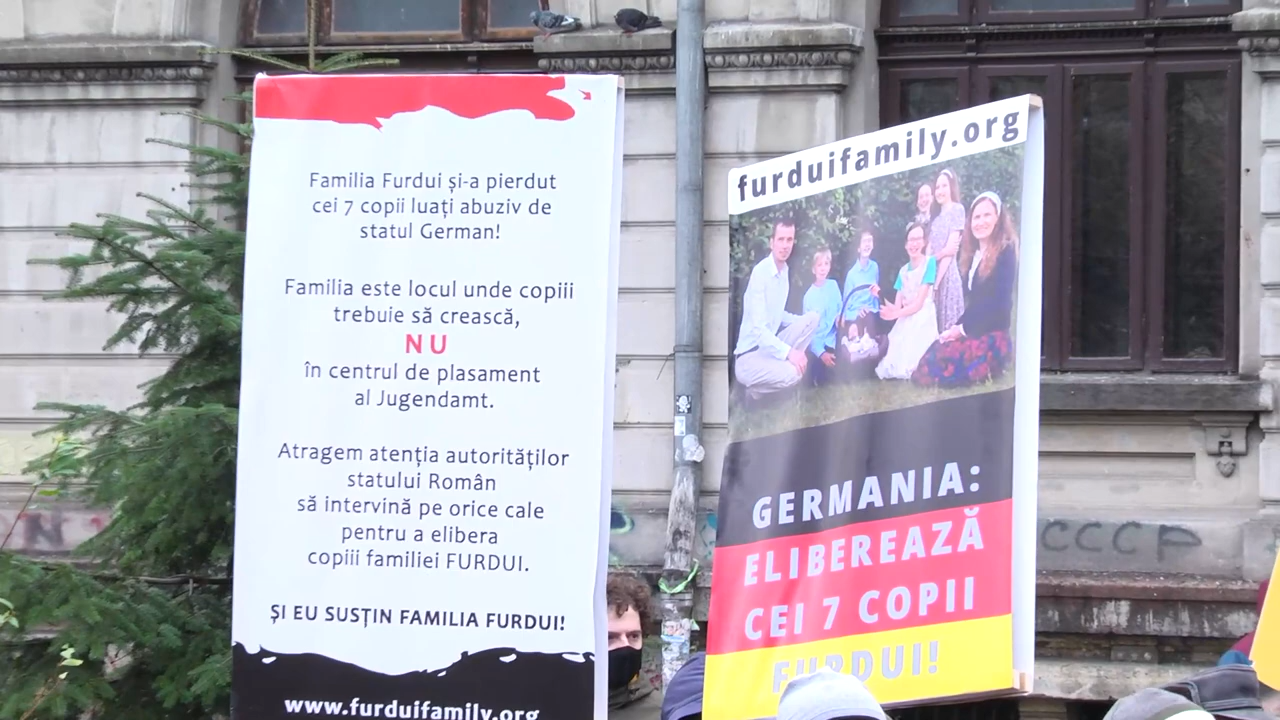 Familia Furdui și-a pierdut
cei 7 copii luați abuziv de
statul German!
Familia este locul unde copiii
trebuie să crească,
NU
în centrul de plasament
al Jugendamt.
Atragem atenția autorităților
statului Român
să intervină pe orice cale
pentru a elibera
copiii familiei FURDUI.
ȘI EU SUSȚIN FAMILIA FURDUI!
www.furduifamily.org
furduifamily.org
GERMANIA:
ELIBEREAZĂ
CEI 7 COPII
FURDUI!
CCCP